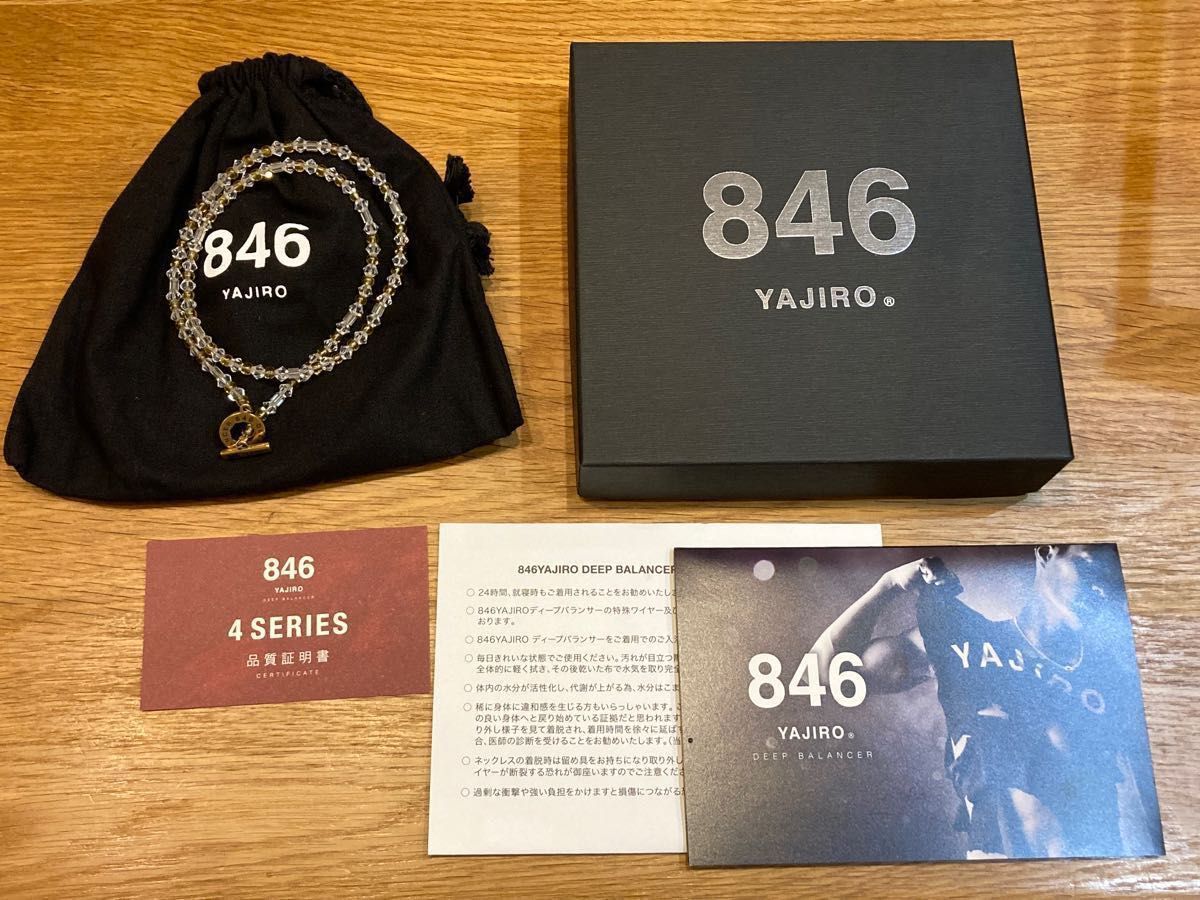 846
YAJIRO
846
YAJIRO®
846
YAJIRO
DEEP BALANCER
4 SERIES
品質証明書
CERTIFICATE
846YAJIRO DEEP BALANCER
○ 24時間、就寝時もご着用されることをお勧めいたしま
○ 846YAJIROディープバランサーの特殊ワイヤー及び
おります。
○ 846YAJIRO ディープバランサーをご着用でのご入
○ 毎日きれいな状態でご使用ください。汚れが目立つ
全体的に軽く拭き、その後乾いた布で水気を取り完全
○ 体内の水分が活性化し、代謝が上がる為、水分はこま
○ 稀に身体に違和感を生じる方もいらっしゃいます。こ
の良い身体へと戻り始めている証拠だと思われます
り外し様子を見て着脱され、着用時間を徐々に延ば
合、医師の診断を受けることをお勧めいたします。(当
○ ネックレスの着脱時は留め具をお持ちになり取り外し
イヤーが断裂する恐れが御座いますのでご注意くださ
○ 過剰な衝撃や強い負担をかけますと損傷につながる
846
YAJIRO®
DEEP BALANCER
YAJIRO